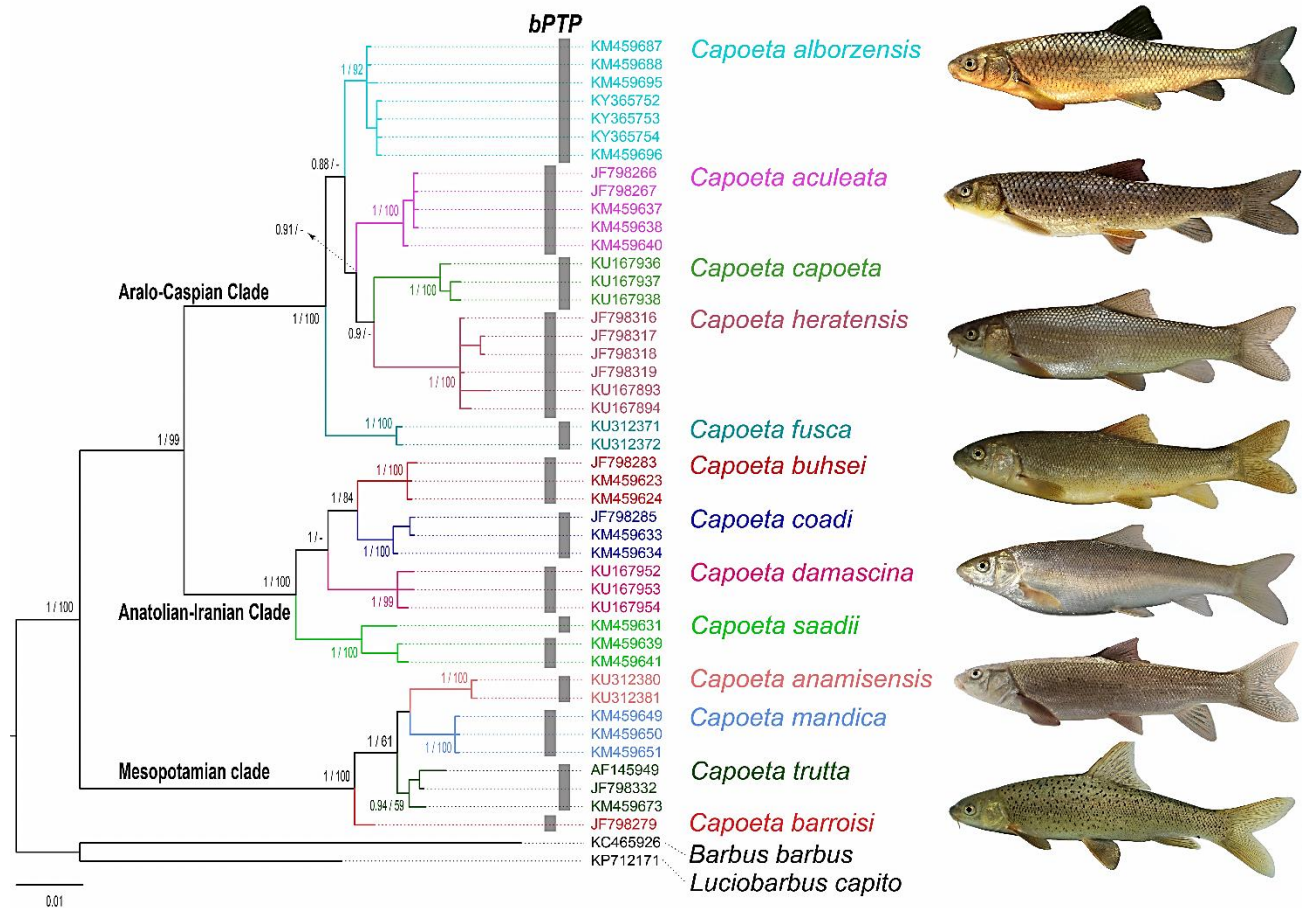 bPTP
KM459687
Capoeta alborzensis
KM459688
1 / 92
KM459695
KY365752
KY365753
KY365754
KM459696
0.88 / -
JF798266
Capoeta aculeata
JF798267
1 / 100
KM459637
KM459638
0.91 / -
KM459640
KU167936
Capoeta capoeta
KU167937
1 / 100
KU167938
Aralo-Caspian Clade
1 / 100
JF798316
Capoeta heratensis
0.9 / -
JF798317
JF798318
JF798319
1 / 100
KU167893
KU167894
1 / 100
KU312371
Capoeta fusca
1 / 99
KU312372
JF798283
Capoeta buhsei
1 / 100
KM459623
1 / 84
KM459624
JF798285
Capoeta coadi
KM459633
1 / -
1 / 100
KM459634
KU167952
Capoeta damascina
1 / 100
KU167953
1 / 99
KU167954
1 / 100
Anatolian-Iranian Clade
KM459631
Capoeta saadii
KM459639
1 / 100
KM459641
1 / 100
KU312380
Capoeta anamisensis
KU312381
KM459649
Capoeta mandica
1 / 61
KM459650
1 / 100
KM459651
Mesopotamian clade
1 / 100
AF145949
Capoeta trutta
JF798332
0.94 / 59
KM459673
JF798279
Capoeta barroisi
KC465926
Barbus barbus
KP712171
Luciobarbus capito
0.01